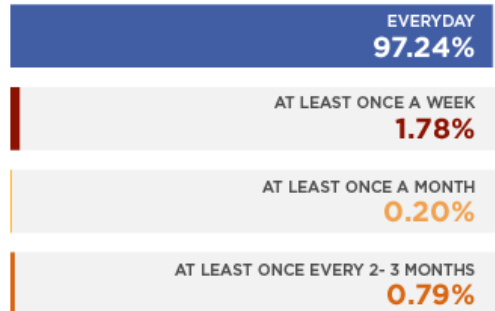 EVERYDAY
97.24%
AT LEAST ONCE A WEEK
1.78%
AT LEAST ONCE A MONTH
0.20%
AT LEAST ONCE EVERY 2- 3 MONTHS
0.79%